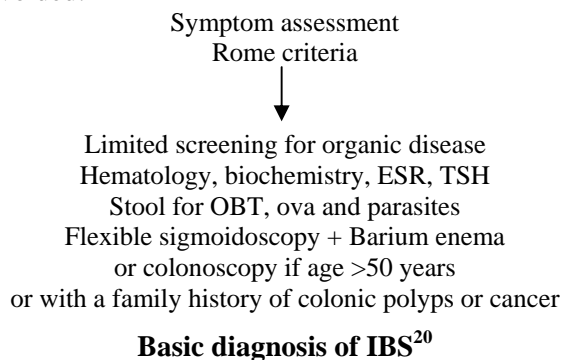 Symptom assessment
Rome criteria
Limited screening for organic disease
Hematology, biochemistry, ESR, TSH
Stool for OBT, ova and parasites
Flexible sigmoidoscopy + Barium enema
or colonoscopy if age >50 years
or with a family history of colonic polyps or cancer
Basic diagnosis of IBS20